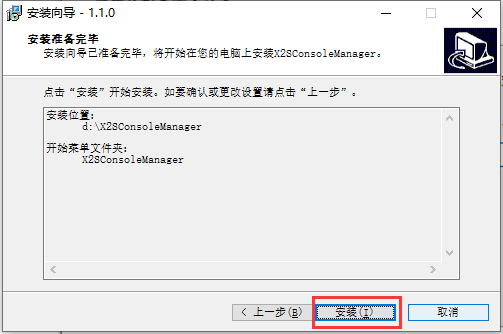 安装向导 - 1.1.0
安装准备完毕
安装向导已准备完毕，将开始在您的电脑上安装X2SConsoleManager。
点击“安装”开始安装。如要确认或更改设置请点击“上一步”。
安装位置：
d:\X2SConsoleManager
开始菜单文件夹：
X2SConsoleManager
< 上一步(B)
安装(I)
取消